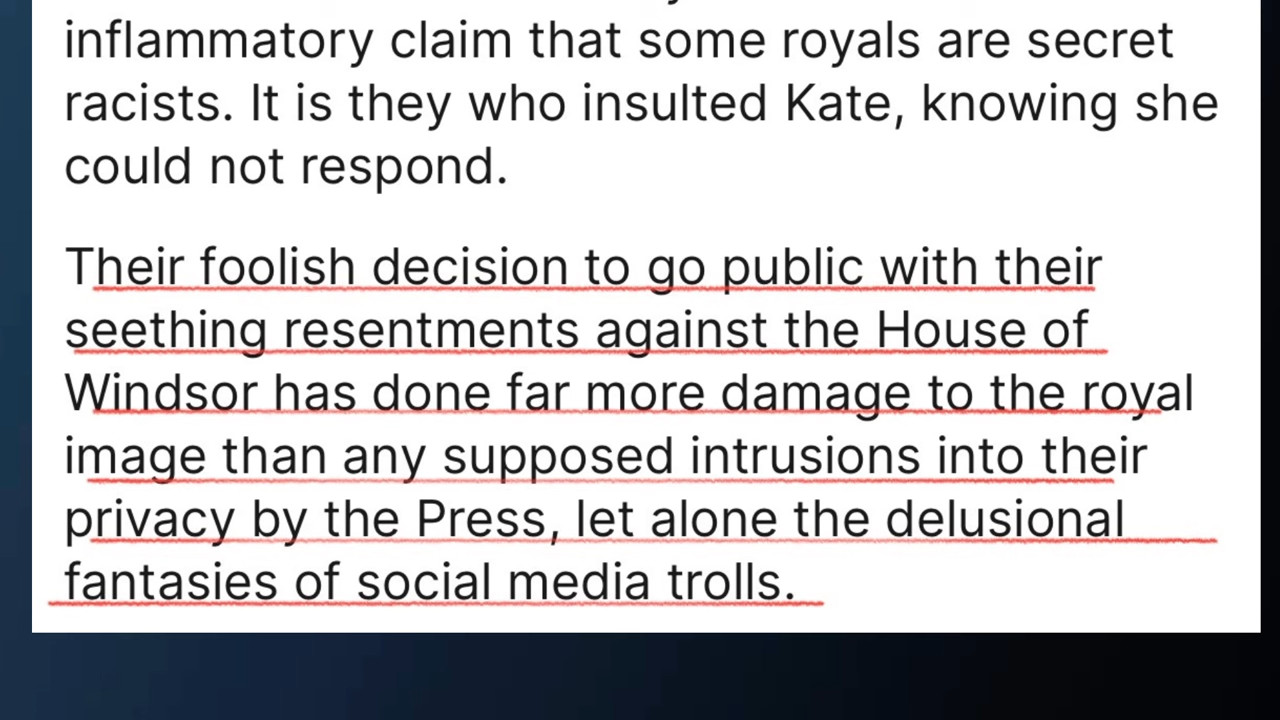 inflammatory claim that some royals are secret
racists. It is they who insulted Kate, knowing she
could not respond.
Their foolish decision to go public with their
seething resentments against the House of
Windsor has done far more damage to the royal
image than any supposed intrusions into their
privacy by the Press, let alone the delusional
fantasies of social media trolls.